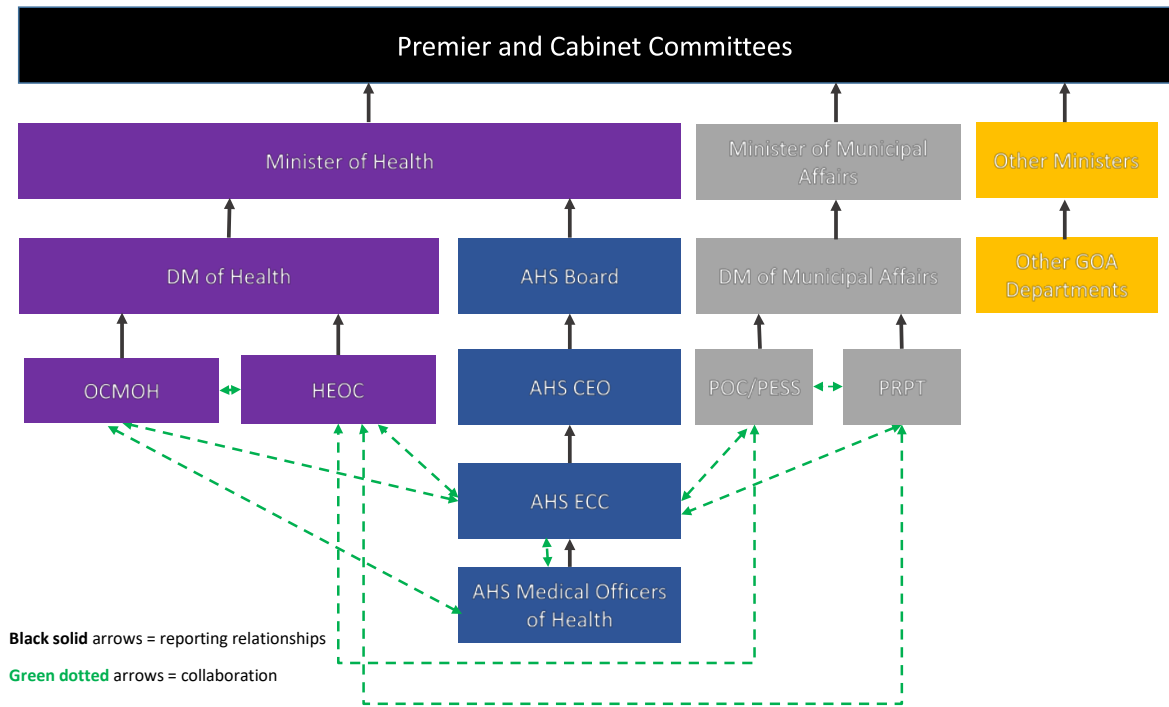 Premier and Cabinet Committees
Minister of Health
Minister of Municipal
Affairs
Other Ministers
DM of Health
AHS Board
DM of Municipal Affairs
Other GOA
Departments
OCMOH
HEOC
AHS CEO
POC/PESS
PRPT
AHS ECC
AHS Medical Officers
of Health
Black solid arrows = reporting relationships
Green dotted arrows = collaboration